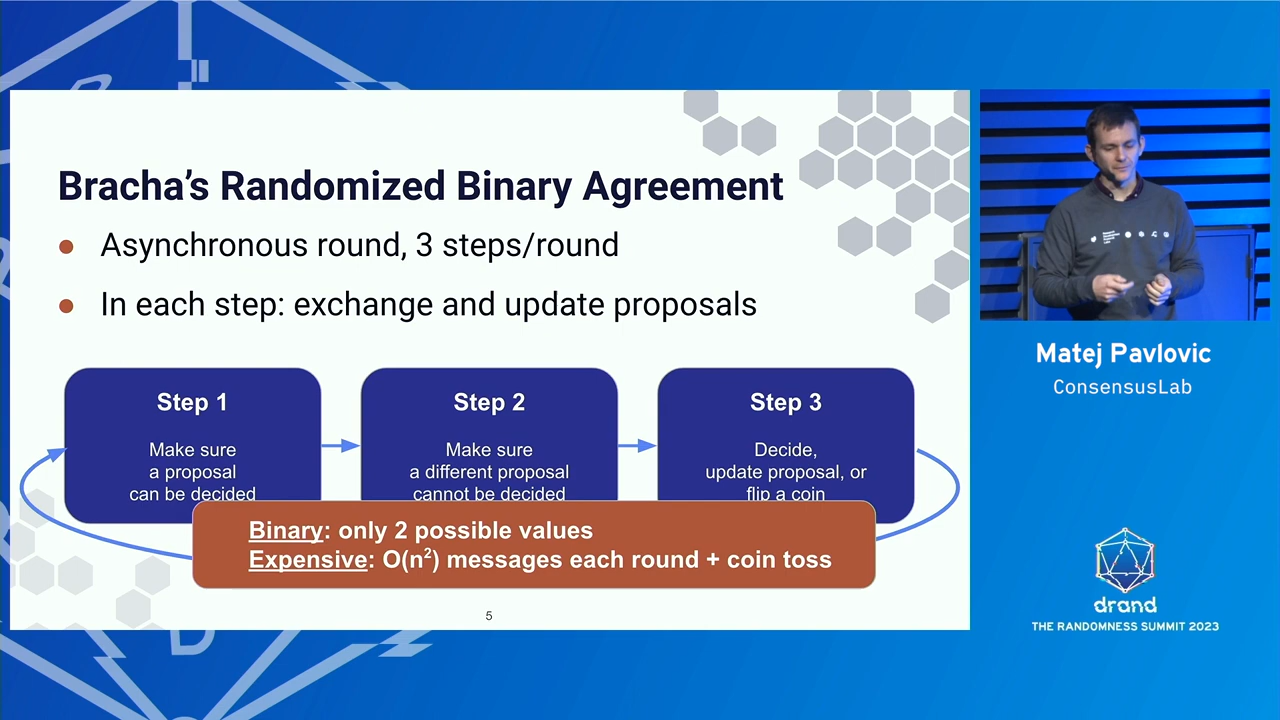 Bracha's Randomized Binary Agreement
Asynchronous round, 3 steps/round
In each step: exchange and update proposals
Step 1
Make sure
a proposal
can be decided
Step 2
Make sure
a different proposal
cannot be decided
Step 3
Decide,
update proposal, or
flip a coin
Binary: only 2 possible values
Expensive: O(n²) messages each round + coin toss
5
Matej Pavlovic
ConsensusLab
drand
THE RANDOMNESS SUMMIT 2023